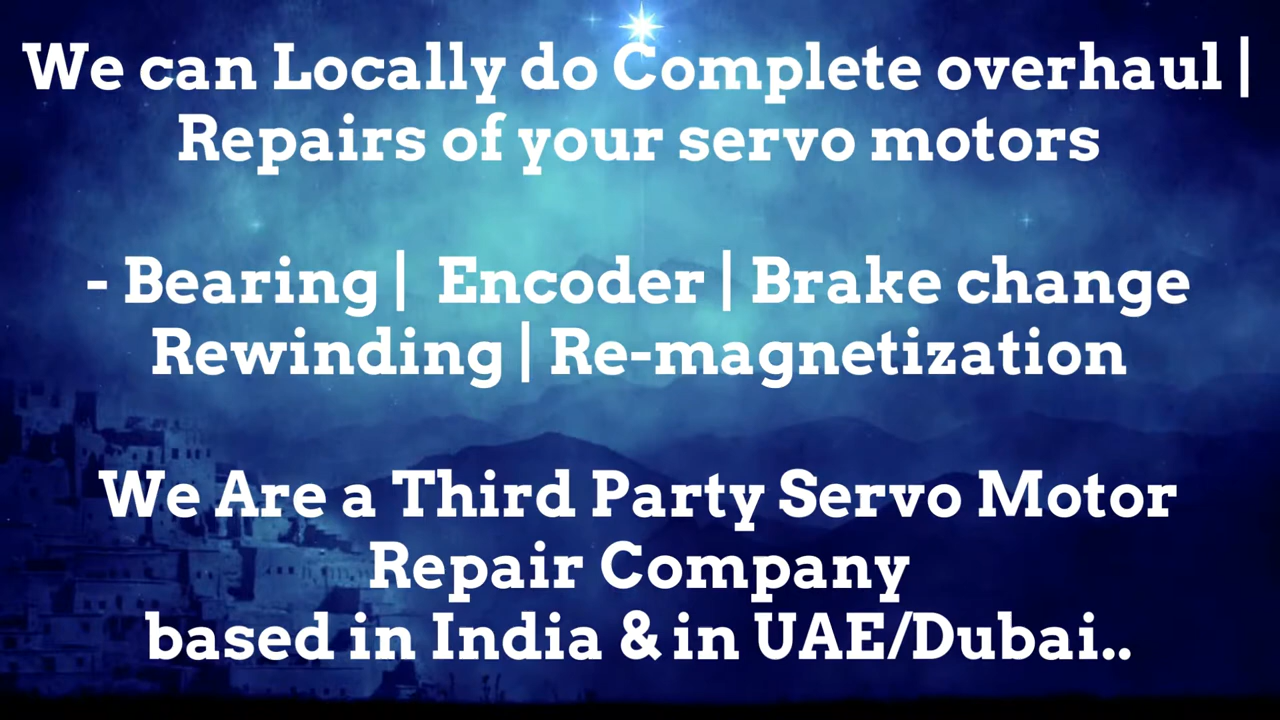 We can Locally do Complete overhaul |
Repairs of your servo motors
- Bearing | Encoder | Brake change
Rewinding | Re-magnetization
We Are a Third Party Servo Motor
Repair Company
based in India & in UAE/Dubai..